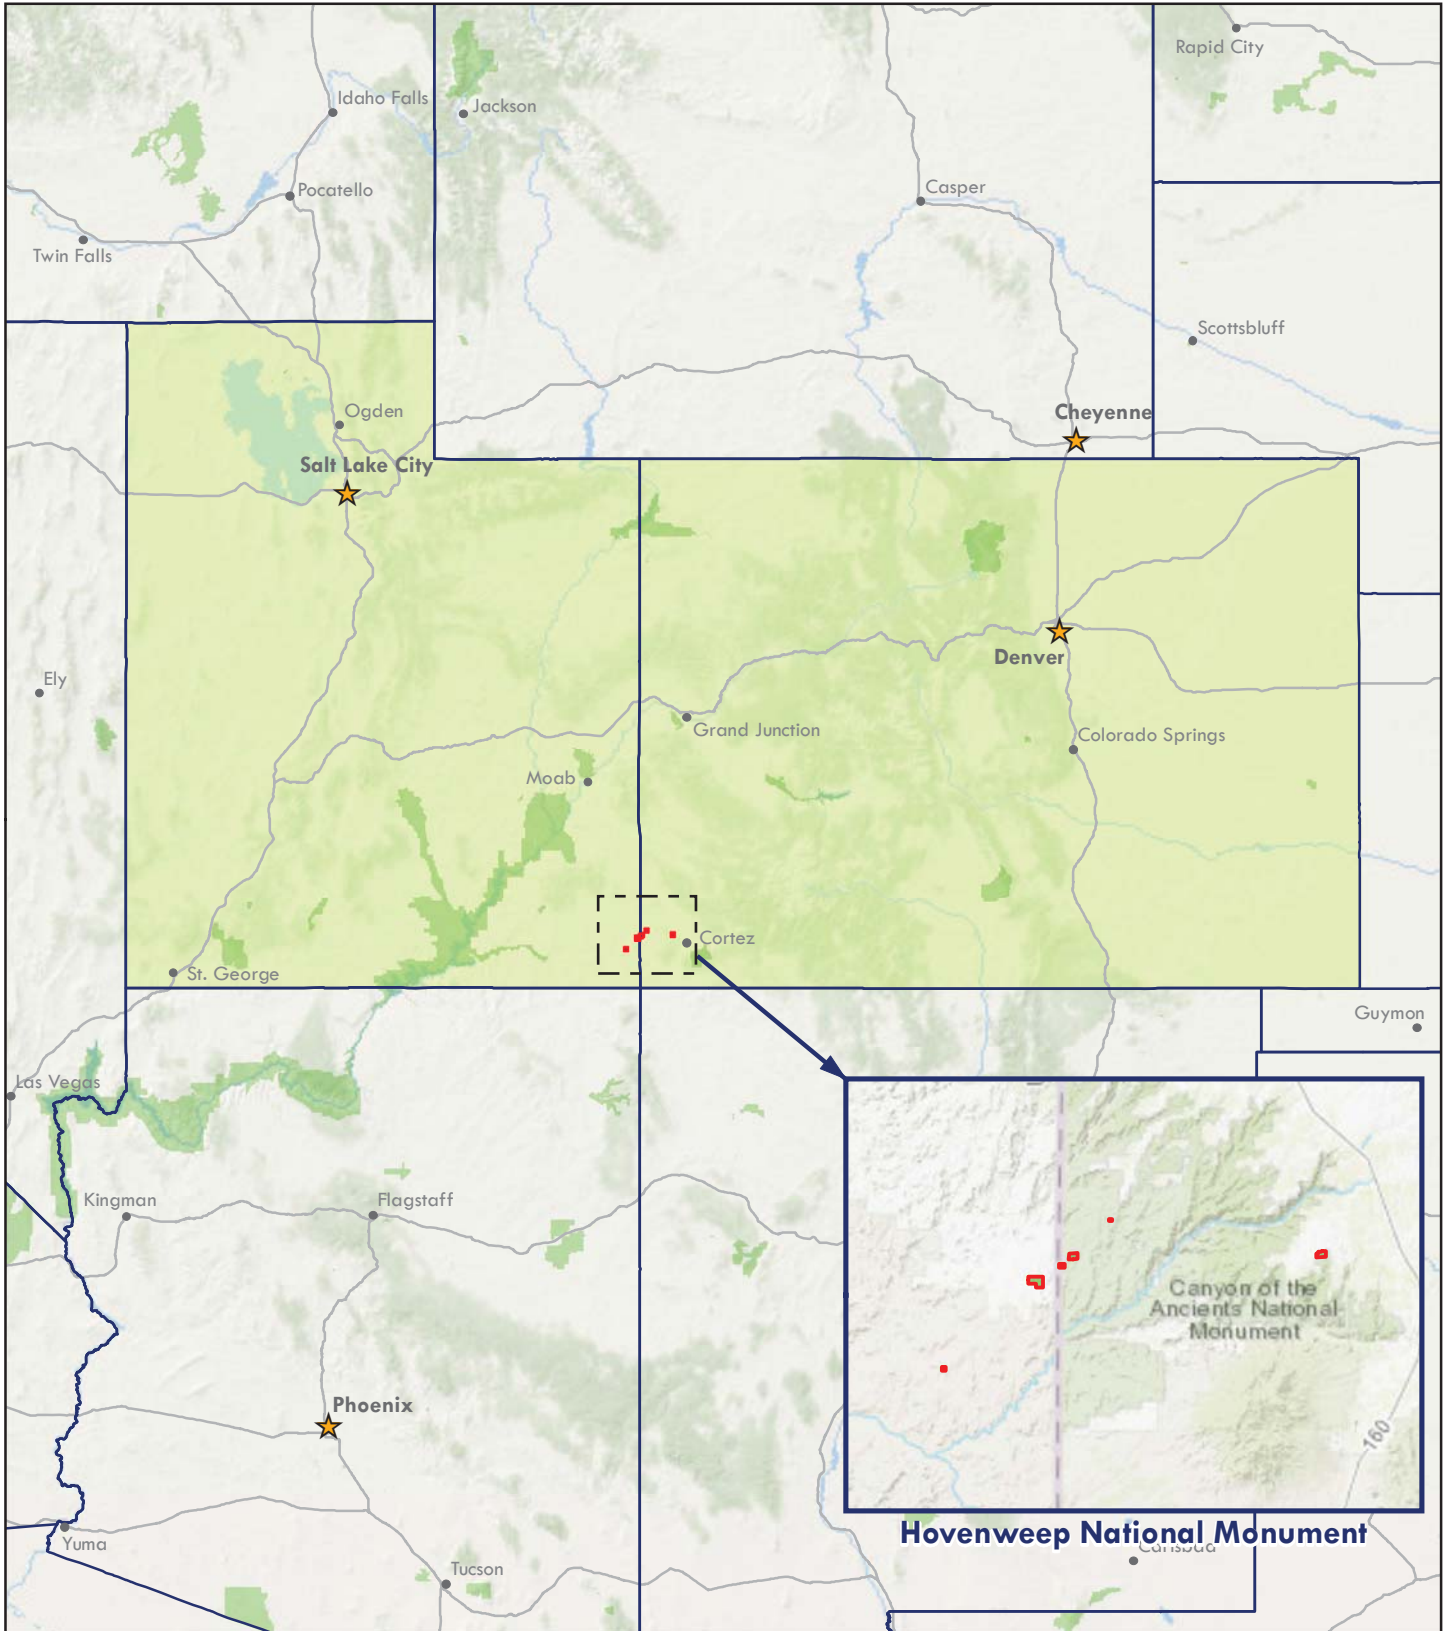 Rapid City
Idaho Falls
Jackson
Pocatello
Casper
Twin Falls
Scottsbluff
Ogden
Cheyenne
Salt Lake City
Denver
Ely
Grand Junction
Colorado Springs
Moab
Cortez
St. George
Guymon
Las Vegas
Kingman
Flagstaff
Canyon of the
Ancients National
Monument
Phoenix
160
Hovenweep National Monument
Yuma
Carlsbad
Tucson